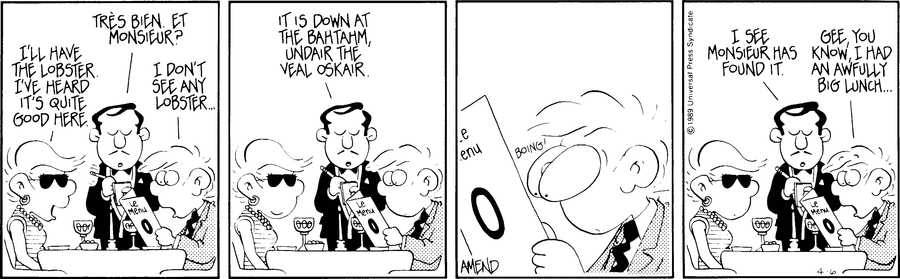 I'LL HAVE
THE LOBSTER.
I'VE HEARD
IT'S QUITE
GOOD HERE.
TRÈS BIEN. ET
MONSIEUR?
I DON'T
SEE ANY
LOBSTER...
Le
Menu
IT IS DOWN AT
THE BAHTAHM,
UNDAIR THE
VEAL OSKAIR.
Le
Menu
Le
enu
BOING!
AMEND
I SEE
MONSIEUR HAS
FOUND IT.
GEE, YOU
KNOW, I HAD
AN AWFULLY
BIG LUNCH...
Le
Menu
4-6
© 1989 Universal Press Syndicate